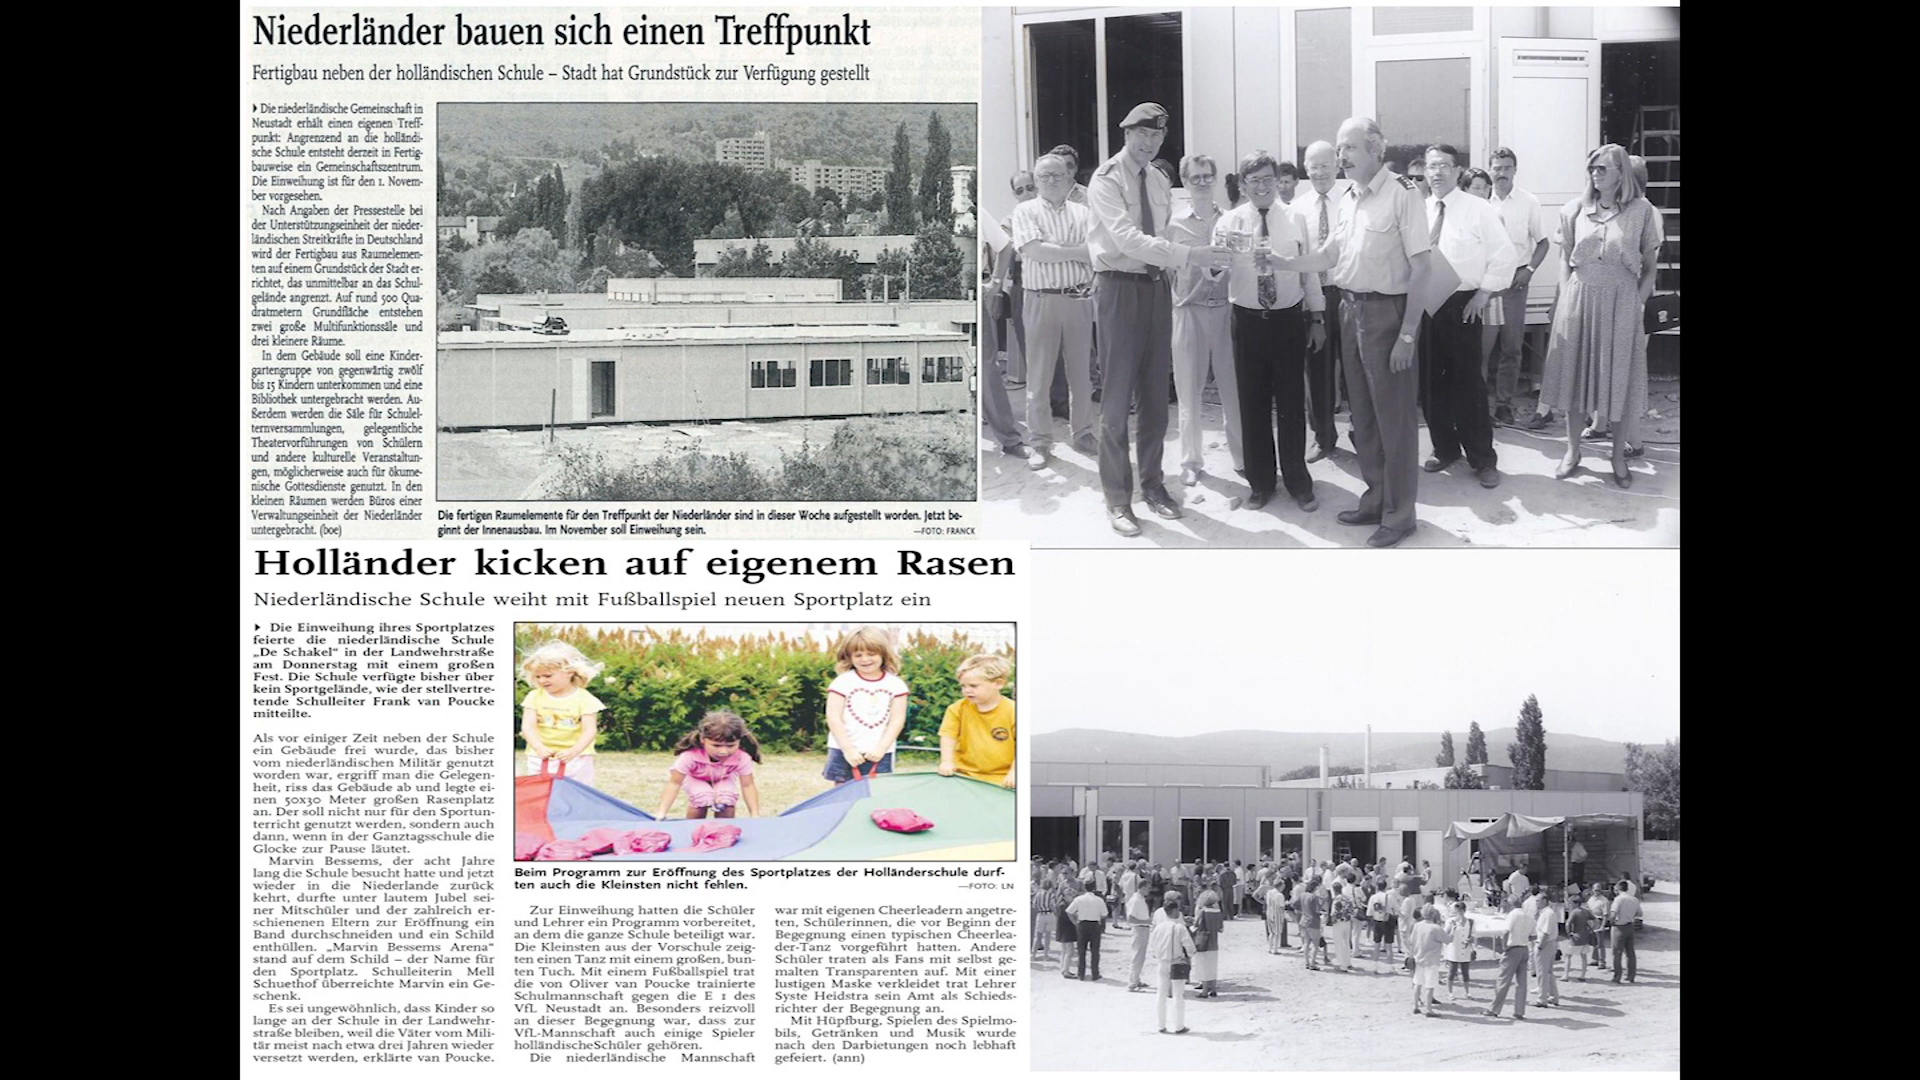 Niederländer bauen sich einen Treffpunkt
Fertigbau neben der holländischen Schule – Stadt hat Grundstück zur Verfügung gestellt
Die niederländische Gemeinschaft in
Neustadt erhält einen eigenen Treff-
punkt: Angrenzend an die holländi-
sche Schule entsteht derzeit in Fertig-
bauweise ein Gemeinschaftszentrum.
Die Einweihung ist für den 1. Novem-
ber vorgesehen.
Nach Angaben der Pressestelle bei
der Unterstützungseinheit der nieder-
ländischen Streitkräfte in Deutschland
wird der Fertigbau aus Raumelemen-
ten auf einem Grundstück der Stadt er-
richtet, das unmittelbar an das Schul-
gelände angrenzt. Auf rund 500 Qua-
dratmetern Grundfläche entstehen
zwei große Multifunktionssäle und
drei kleinere Räume.
In dem Gebäude soll eine Kinder-
gartengruppe von gegenwärtig zwölf
bis 15 Kindern unterkommen und eine
Bibliothek untergebracht werden. Au-
ßerdem werden die Säle für Schulel-
ternversammlungen, gelegentliche
Theatervorführungen von Schülern
und andere kulturelle Veranstaltun-
gen, möglicherweise auch für ökume-
nische Gottesdienste genutzt. In den
kleinen Räumen werden Büros einer
Verwaltungseinheit der Niederländer
untergebracht. (boe)
Die fertigen Raumelemente für den Treffpunkt der Niederländer sind in dieser Woche aufgestellt worden. Jetzt be-
ginnt der Innenausbau. Im November soll Einweihung sein.
—FOTO: FRANCK
Holländer kicken auf eigenem Rasen
Niederländische Schule weiht mit Fußballspiel neuen Sportplatz ein
Die Einweihung ihres Sportplatzes
feierte die niederländische Schule
„De Schakel“ in der Landwehrstraße
am Donnerstag mit einem großen
Fest. Die Schule verfügte bisher über
kein Sportgelände, wie der stellvertre-
tende Schulleiter Frank van Poucke
mitteilte.
Als vor einiger Zeit neben der Schule
ein Gebäude frei wurde, das bisher
vom niederländischen Militär genutzt
worden war, ergriff man die Gelegen-
heit, riss das Gebäude ab und legte ei-
nen 50x30 Meter großen Rasenplatz
an. Der soll nicht nur für den Sportun-
terricht genutzt werden, sondern auch
dann, wenn in der Ganztagsschule die
Glocke zur Pause läutet.
Marvin Bessems, der acht Jahre
lang die Schule besucht hatte und jetzt
wieder in die Niederlande zurück
kehrt, durfte unter lautem Jubel sei-
ner Mitschüler und der zahlreich er-
schienenen Eltern zur Eröffnung ein
Band durchschneiden und ein Schild
enthüllen. „Marvin Bessems Arena“
stand auf dem Schild – der Name für
den Sportplatz. Schulleiterin Mell
Schuethof überreichte Marvin ein Ge-
schenk.
Es sei ungewöhnlich, dass Kinder so
lange an der Schule in der Landwehr-
straße bleiben, weil die Väter vom Mili-
tär meist nach etwa drei Jahren wieder
versetzt werden, erklärte van Poucke.
Beim Programm zur Eröffnung des Sportplatzes der Holländerschule durf-
ten auch die Kleinsten nicht fehlen.
—FOTO: LN
Zur Einweihung hatten die Schüler
und Lehrer ein Programm vorbereitet,
an dem die ganze Schule beteiligt war.
Die Kleinsten aus der Vorschule zeig-
ten einen Tanz mit einem großen, bun-
ten Tuch. Mit einem Fußballspiel trat
die von Oliver van Poucke trainierte
Schulmannschaft gegen die E 1 des
VfL Neustadt an. Besonders reizvoll
an dieser Begegnung war, dass zur
VfL-Mannschaft auch einige Spieler
holländischeSchüler gehören.
Die niederländische Mannschaft
war mit eigenen Cheerleadern angetre-
ten, Schülerinnen, die vor Beginn der
Begegnung einen typischen Cheerlea-
der-Tanz vorgeführt hatten. Andere
Schüler traten als Fans mit selbst ge-
malten Transparenten auf. Mit einer
lustigen Maske verkleidet trat Lehrer
Syste Heidstra sein Amt als Schieds-
richter der Begegnung an.
Mit Hüpfburg, Spielen des Spielmo-
bils, Getränken und Musik wurde
nach den Darbietungen noch lebhaft
gefeiert. (ann)